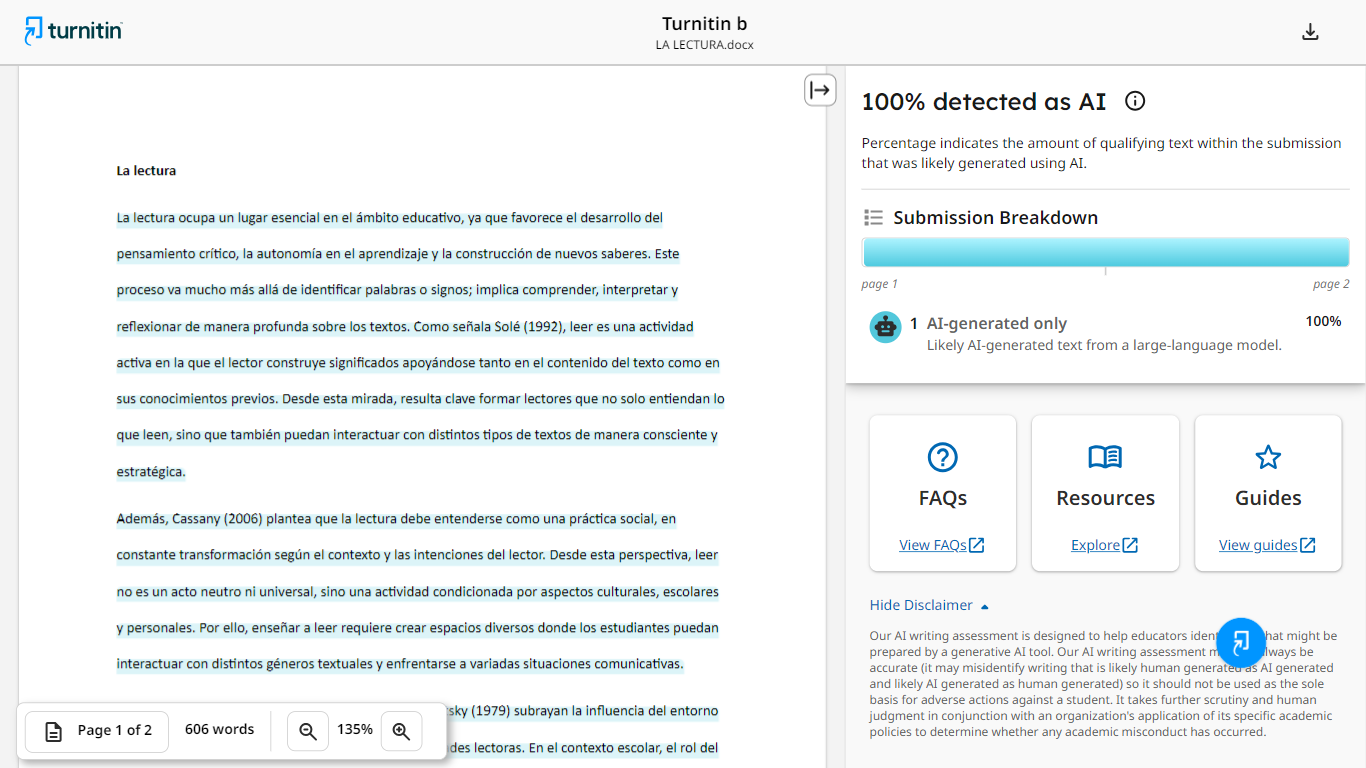 turnitin
Turnitin b
LA LECTURA.docx
La lectura
La lectura ocupa un lugar esencial en el ámbito educativo, ya que favorece el desarrollo del
pensamiento crítico, la autonomía en el aprendizaje y la construcción de nuevos saberes. Este
proceso va mucho más allá de identificar palabras o signos; implica comprender, interpretar y
reflexionar de manera profunda sobre los textos. Como señala Solé (1992), leer es una actividad
activa en la que el lector construye significados apoyándose tanto en el contenido del texto como en
sus conocimientos previos. Desde esta mirada, resulta clave formar lectores que no solo entiendan lo
que leen, sino que también puedan interactuar con distintos tipos de textos de manera consciente y
estratégica.
Además, Cassany (2006) plantea que la lectura debe entenderse como una práctica social, en
constante transformación según el contexto y las intenciones del lector. Desde esta perspectiva, leer
no es un acto neutro ni universal, sino una actividad condicionada por aspectos culturales, escolares
y personales. Por ello, enseñar a leer requiere crear espacios diversos donde los estudiantes puedan
interactuar con distintos géneros textuales y enfrentarse a variadas situaciones comunicativas.
(1979) subrayan la influencia del entorno
lectoras. En el contexto escolar, el rol del
Page 1 of 2
606 words
135%
100% detected as AI
Percentage indicates the amount of qualifying text within the submission
that was likely generated using AI.
Submission Breakdown
page 1
page 2
1 AI-generated only
100%
Likely AI-generated text from a large-language model.
FAQs
View FAQs
Resources
Explore
Guides
View guides
Hide Disclaimer
Our AI writing assessment is designed to help educators that might be
prepared by a generative AI tool. Our AI writing assessment always be
accurate (it may misidentify writing that is likely human generated as AI generated
and likely AI generated as human generated) so it should not be used as the sole
basis for adverse actions against a student. It takes further scrutiny and human
judgment in conjunction with an organization's application of its specific academic
policies to determine whether any academic misconduct has occurred.